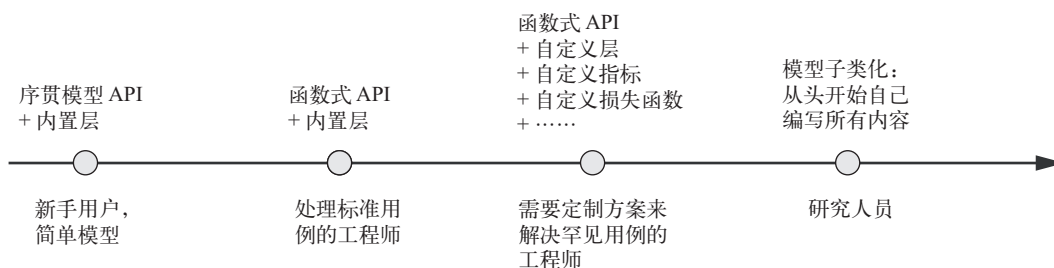 序贯模型 API
+ 内置层
函数式 API
+ 内置层
函数式 API
+ 自定义层
+ 自定义指标
+ 自定义损失函数
+ ……
模型子类化：
从头开始自己
编写所有内容
新手用户，
简单模型
处理标准用
例的工程师
需要定制方案来
解决罕见用例的
工程师
研究人员